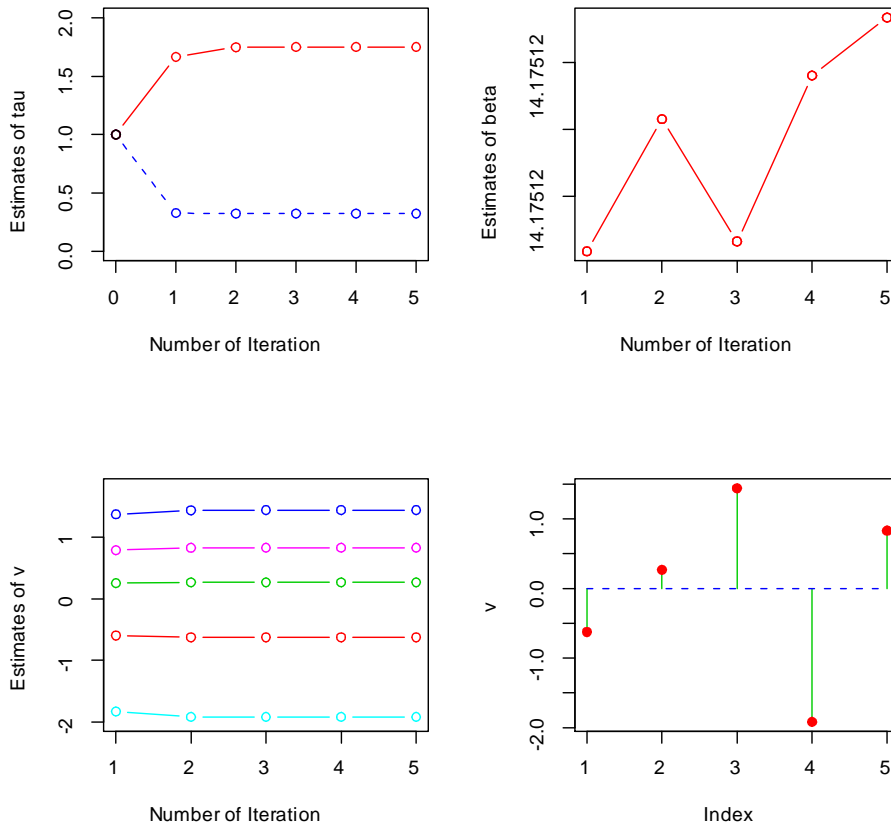 Estimates of tau
2.0
1.5
1.0
0.5
0.0
0 1 2 3 4 5
Number of Iteration
Estimates of beta
14.17512
14.17512
1 2 3 4 5
Number of Iteration
Estimates of v
1
0
-1
-2
1 2 3 4 5
Number of Iteration
v
1.0
0.0
-1.0
-2.0
1 2 3 4 5
Index